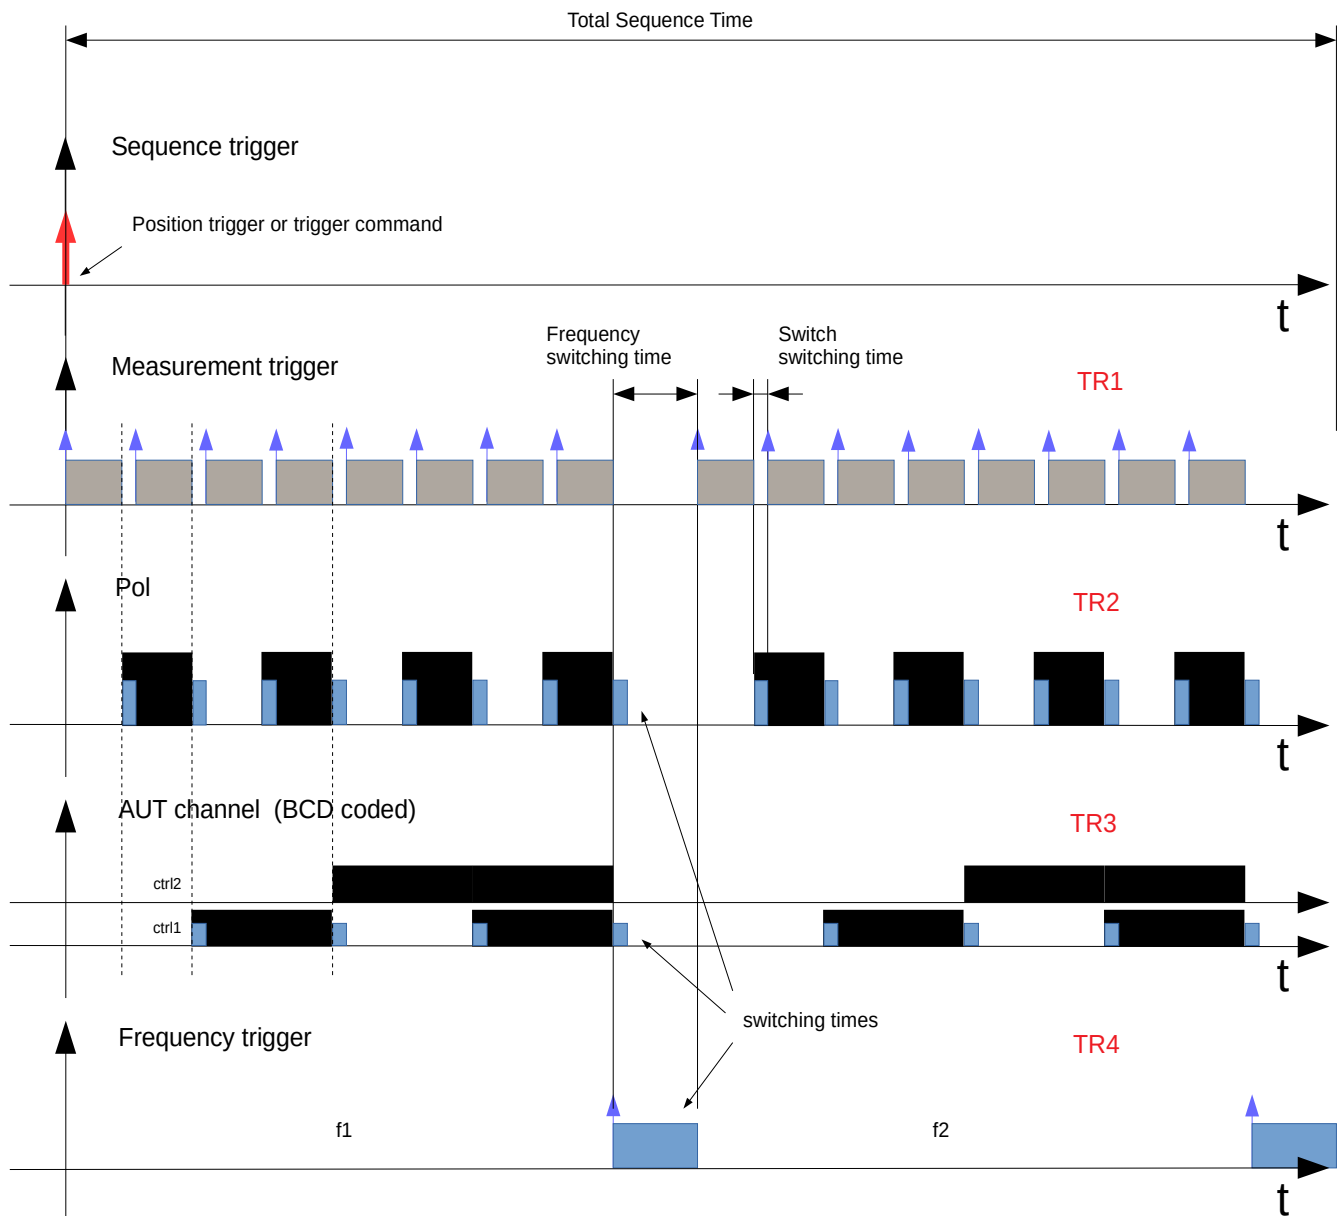 Total Sequence Time
Sequence trigger
Position trigger or trigger command
t
Frequency
switching time
Switch
switching time
Measurement trigger
TR1
t
Pol
TR2
t
AUT channel (BCD coded)
TR3
ctrl2
ctrl1
t
switching times
Frequency trigger
TR4
f1
f2
t